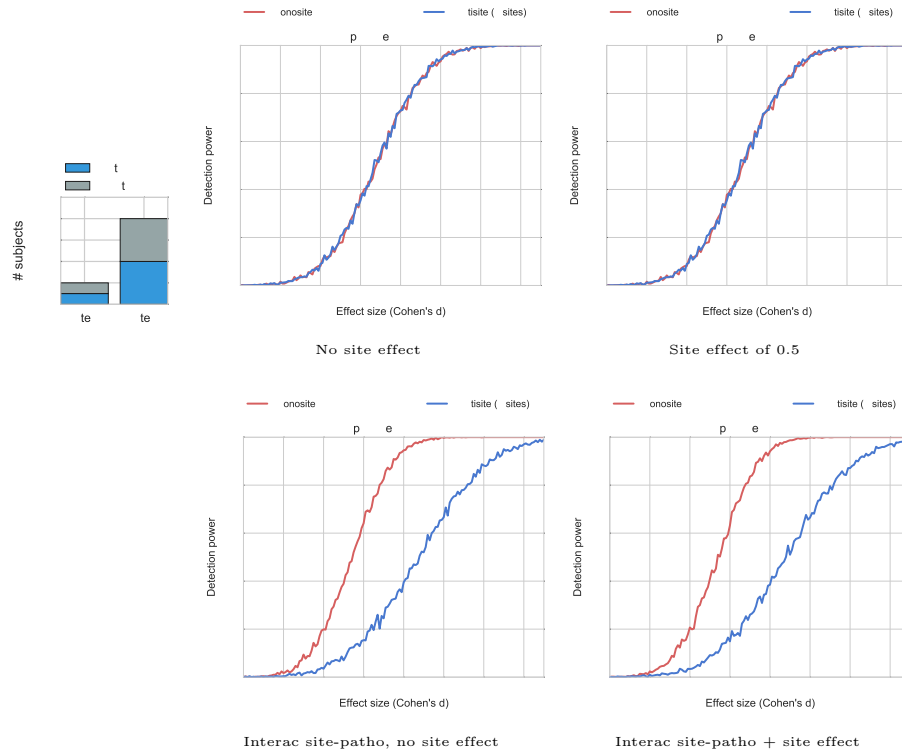 onosite tisite ( sites)
p e
Detection power
Effect size (Cohen's d)
No site effect
onosite tisite ( sites)
p e
Detection power
Effect size (Cohen's d)
Site effect of 0.5
t
t
# subjects
te te
onosite tisite ( sites)
p e
Detection power
Effect size (Cohen's d)
Interac site-patho, no site effect
onosite tisite ( sites)
p e
Detection power
Effect size (Cohen's d)
Interac site-patho + site effect